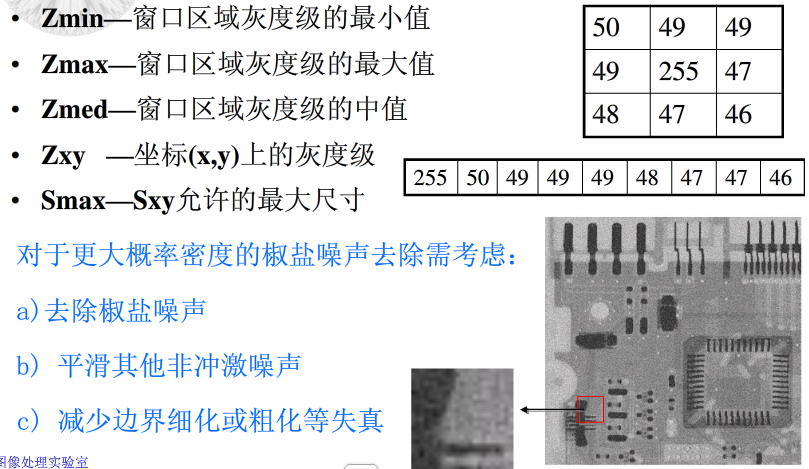 • Zmin—窗口区域灰度级的最小值
• Zmax—窗口区域灰度级的最大值
• Zmed—窗口区域灰度级的中值
• Zxy —坐标(x,y)上的灰度级
• Smax—Sxy允许的最大尺寸
50 49 49
49 255 47
48 47 46
255 50 49 49 49 48 47 47 46
对于更大概率密度的椒盐噪声去除需考虑：
a)去除椒盐噪声
b) 平滑其他非冲激噪声
c) 减少边界细化或粗化等失真
图像处理实验室